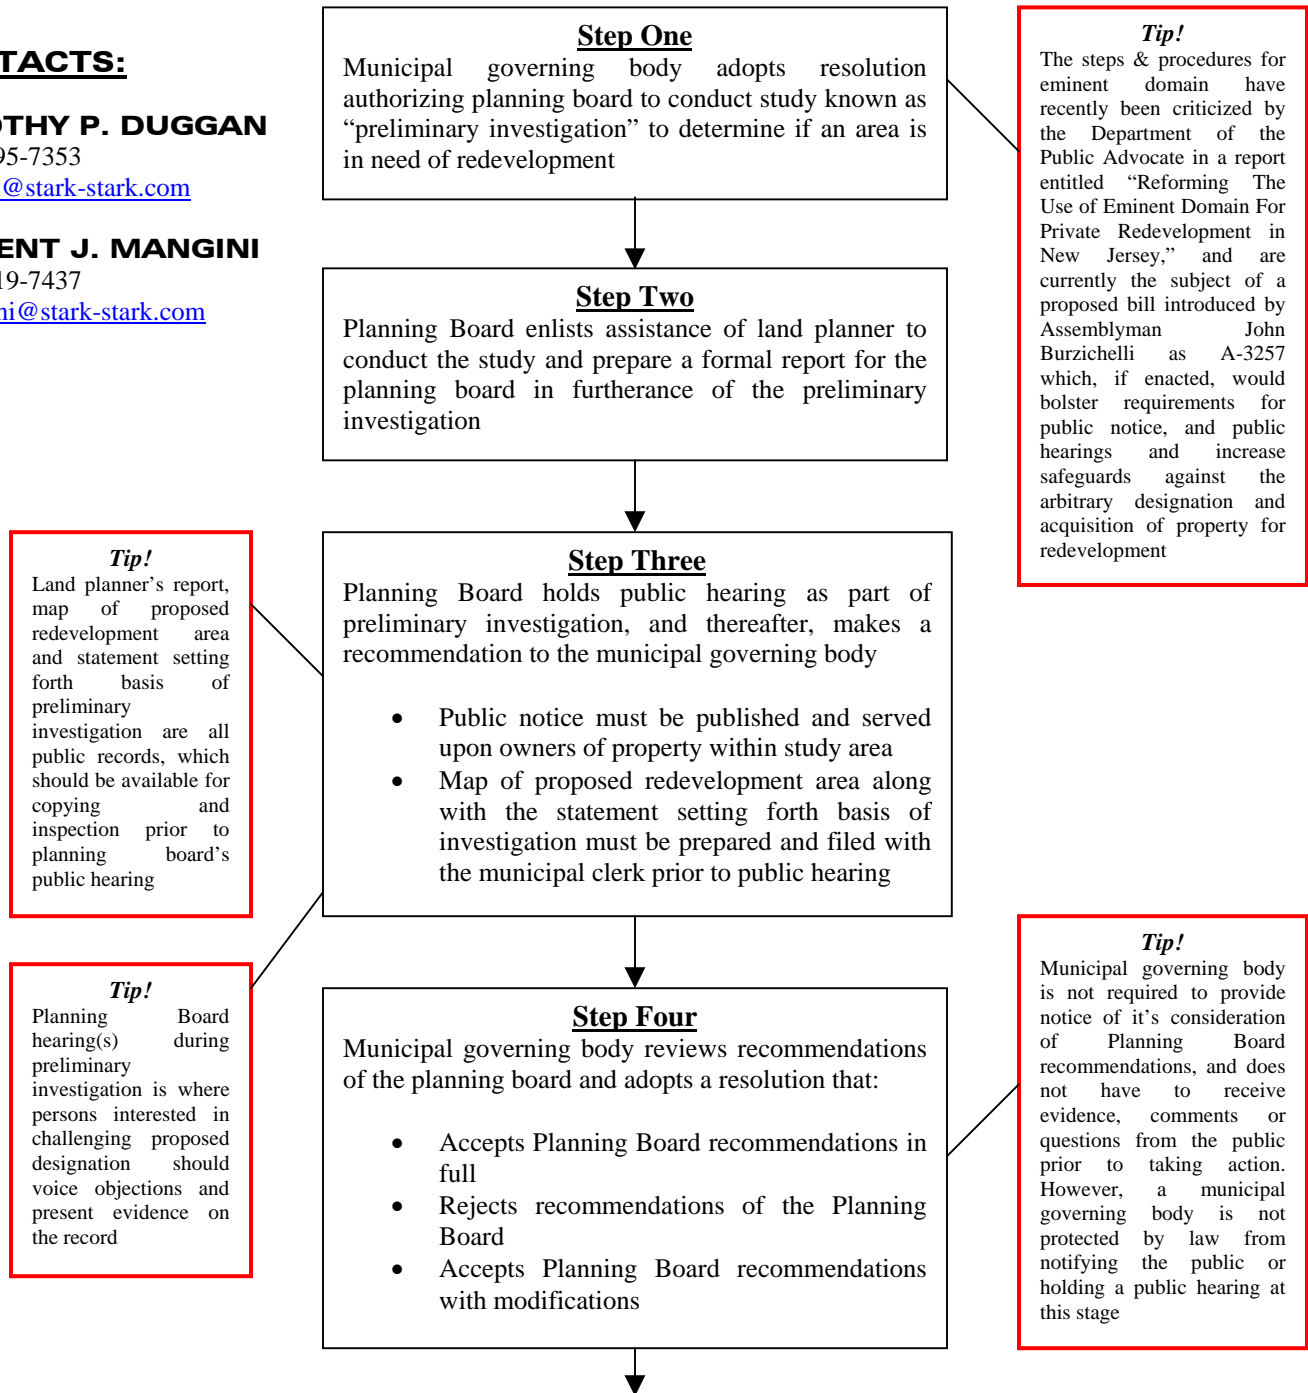 TACTS:
OTHY P. DUGGAN
95-7353
@stark-stark.com
ENT J. MANGINI
19-7437
ni@stark-stark.com
Step One
Municipal governing body adopts resolution
authorizing planning board to conduct study known as
“preliminary investigation” to determine if an area is
in need of redevelopment
Tip!
The steps & procedures for
eminent domain have
recently been criticized by
the Department of the
Public Advocate in a report
entitled “Reforming The
Use of Eminent Domain For
Private Redevelopment in
New Jersey,” and are
currently the subject of a
proposed bill introduced by
Assemblyman John
Burzichelli as A-3257
which, if enacted, would
bolster requirements for
public notice, and public
hearings and increase
safeguards against the
arbitrary designation and
acquisition of property for
redevelopment
Step Two
Planning Board enlists assistance of land planner to
conduct the study and prepare a formal report for the
planning board in furtherance of the preliminary
investigation
Tip!
Land planner’s report,
map of proposed
redevelopment area
and statement setting
forth basis of
preliminary
investigation are all
public records, which
should be available for
copying and
inspection prior to
planning board’s
public hearing
Step Three
Planning Board holds public hearing as part of
preliminary investigation, and thereafter, makes a
recommendation to the municipal governing body
• Public notice must be published and served
upon owners of property within study area
• Map of proposed redevelopment area along
with the statement setting forth basis of
investigation must be prepared and filed with
the municipal clerk prior to public hearing
Tip!
Planning Board
hearing(s) during
preliminary
investigation is where
persons interested in
challenging proposed
designation should
voice objections and
present evidence on
the record
Step Four
Municipal governing body reviews recommendations
of the planning board and adopts a resolution that:
• Accepts Planning Board recommendations in
full
• Rejects recommendations of the Planning
Board
• Accepts Planning Board recommendations
with modifications
Tip!
Municipal governing body
is not required to provide
notice of it’s consideration
of Planning Board
recommendations, and does
not have to receive
evidence, comments or
questions from the public
prior to taking action.
However, a municipal
governing body is not
protected by law from
notifying the public or
holding a public hearing at
this stage